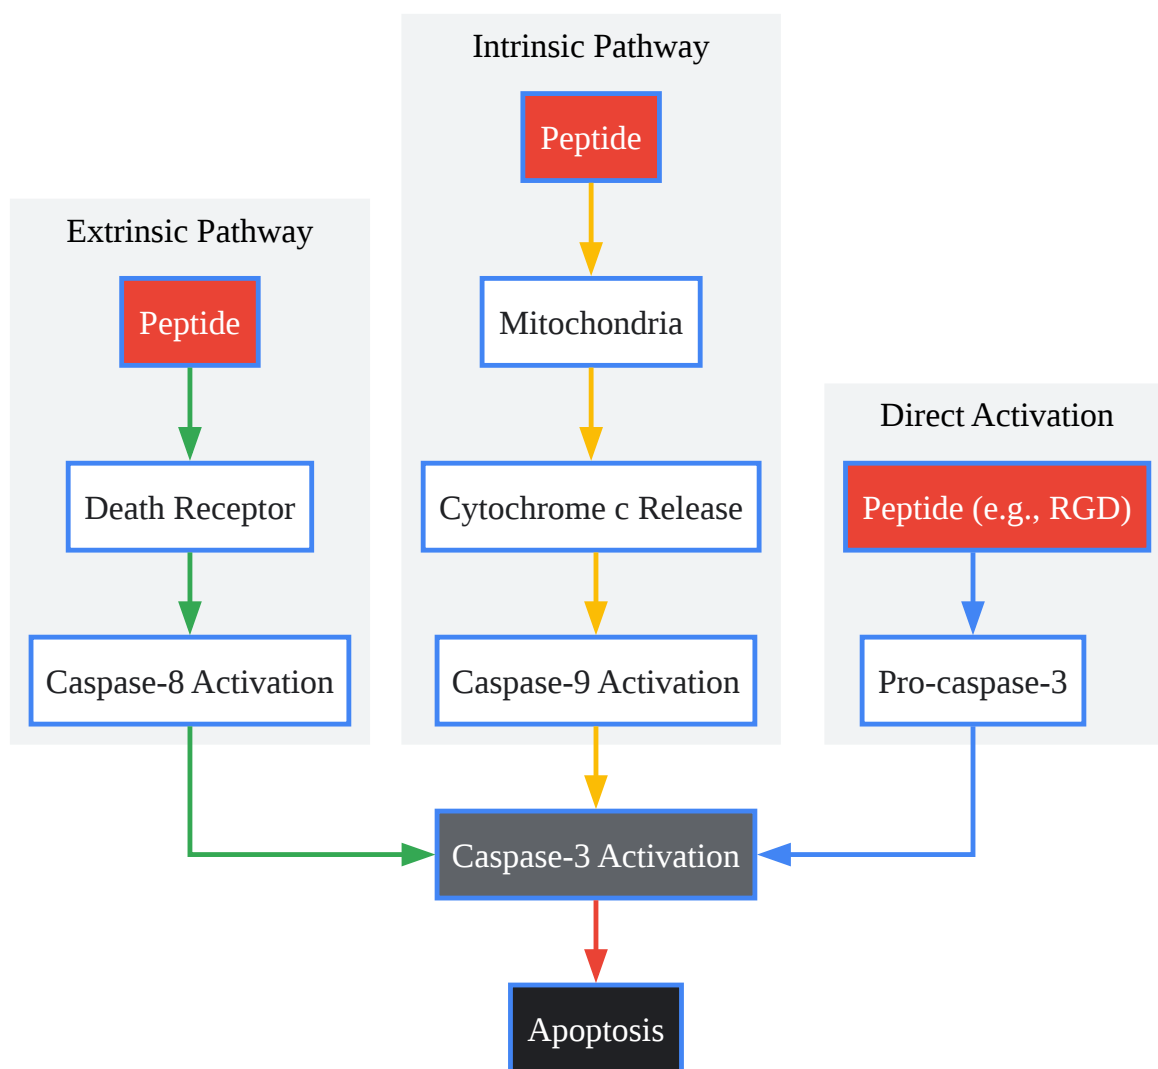 Intrinsic Pathway
Peptide
Mitochondria
Cytochrome c Release
Caspase-9 Activation
Extrinsic Pathway
Peptide
Death Receptor
Caspase-8 Activation
Direct Activation
Peptide (e.g., RGD)
Pro-caspase-3
Caspase-3 Activation
Apoptosis